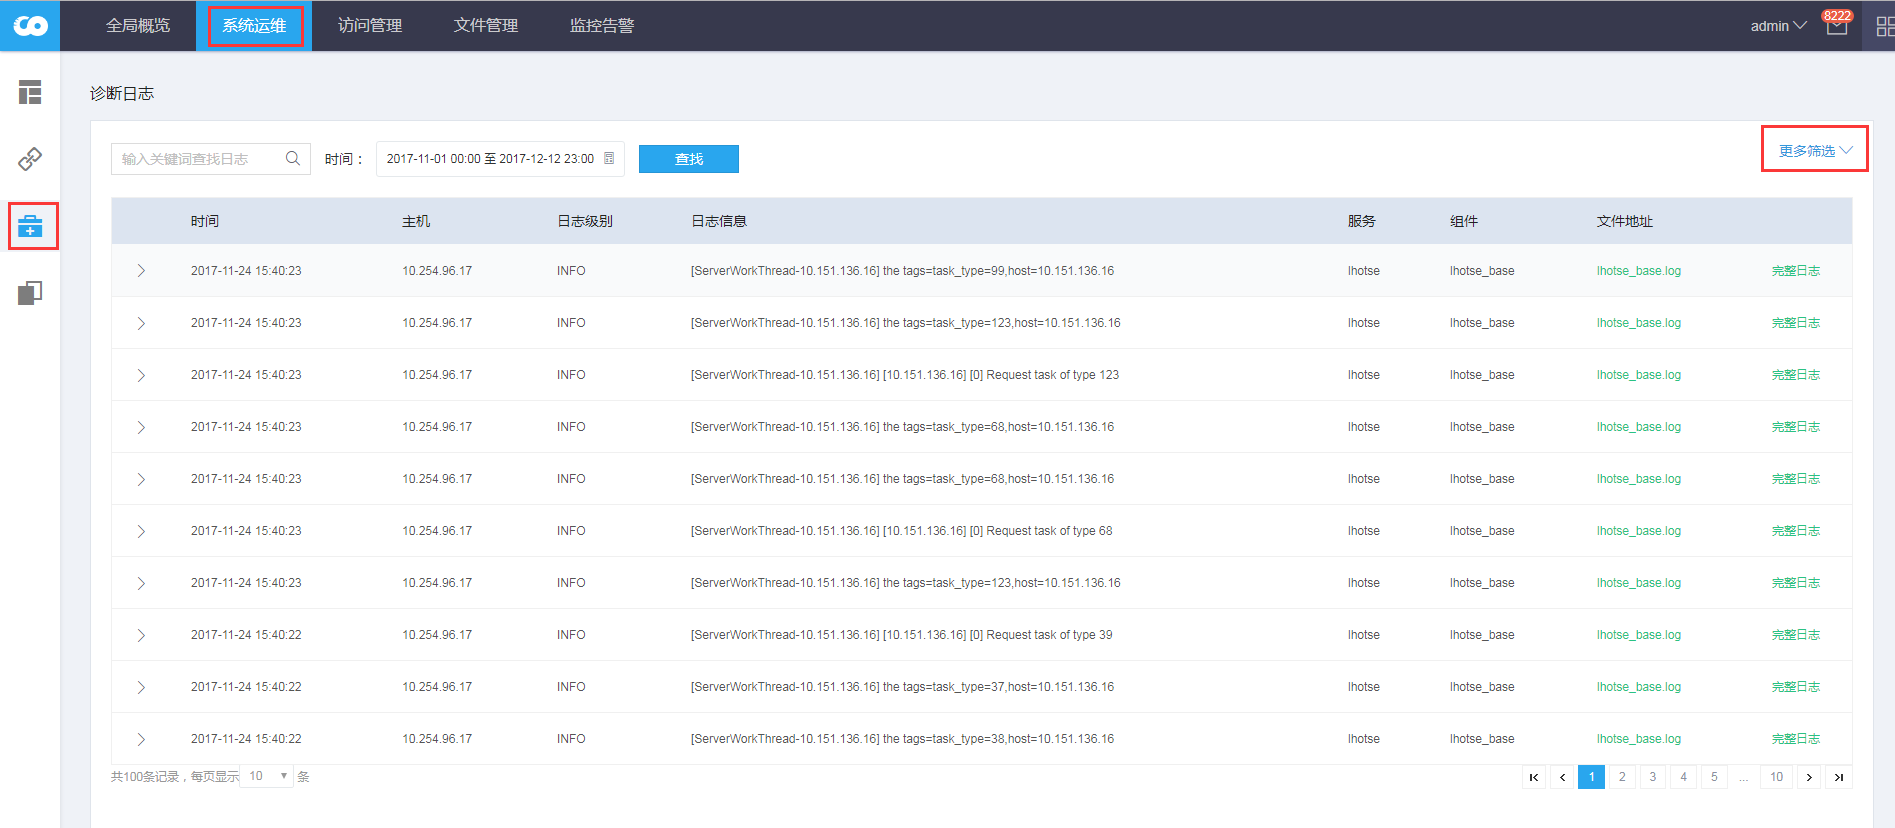 全局概览 系统运维 访问管理 文件管理 监控告警 admin 8222
诊断日志
输入关键词查找日志 时间： 2017-11-01 00:00 至 2017-12-12 23:00 查找 更多筛选
时间 主机 日志级别 日志信息 服务 组件 文件地址
2017-11-24 15:40:23 10.254.96.17 INFO [ServerWorkThread-10.151.136.16] the tags=task_type=99,host=10.151.136.16 lhotse lhotse_base lhotse_base.log 完整日志
2017-11-24 15:40:23 10.254.96.17 INFO [ServerWorkThread-10.151.136.16] the tags=task_type=123,host=10.151.136.16 lhotse lhotse_base lhotse_base.log 完整日志
2017-11-24 15:40:23 10.254.96.17 INFO [ServerWorkThread-10.151.136.16] [10.151.136.16] [0] Request task of type 123 lhotse lhotse_base lhotse_base.log 完整日志
2017-11-24 15:40:23 10.254.96.17 INFO [ServerWorkThread-10.151.136.16] the tags=task_type=68,host=10.151.136.16 lhotse lhotse_base lhotse_base.log 完整日志
2017-11-24 15:40:23 10.254.96.17 INFO [ServerWorkThread-10.151.136.16] the tags=task_type=68,host=10.151.136.16 lhotse lhotse_base lhotse_base.log 完整日志
2017-11-24 15:40:23 10.254.96.17 INFO [ServerWorkThread-10.151.136.16] [10.151.136.16] [0] Request task of type 68 lhotse lhotse_base lhotse_base.log 完整日志
2017-11-24 15:40:23 10.254.96.17 INFO [ServerWorkThread-10.151.136.16] the tags=task_type=123,host=10.151.136.16 lhotse lhotse_base lhotse_base.log 完整日志
2017-11-24 15:40:22 10.254.96.17 INFO [ServerWorkThread-10.151.136.16] [10.151.136.16] [0] Request task of type 39 lhotse lhotse_base lhotse_base.log 完整日志
2017-11-24 15:40:22 10.254.96.17 INFO [ServerWorkThread-10.151.136.16] the tags=task_type=37,host=10.151.136.16 lhotse lhotse_base lhotse_base.log 完整日志
2017-11-24 15:40:22 10.254.96.17 INFO [ServerWorkThread-10.151.136.16] the tags=task_type=38,host=10.151.136.16 lhotse lhotse_base lhotse_base.log 完整日志
共100条记录，每页显示 10 条 1 2 3 4 5 ... 10